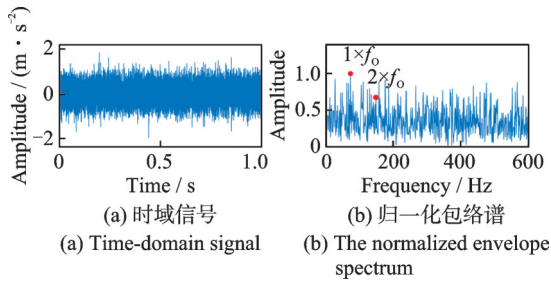 Amplitude / (m · s⁻²)
2
0
−2
0
0.5
1.0
Time / s
(a) 时域信号
(a) Time-domain signal
Amplitude
1.0
0.5
0
1×fₒ
2×fₒ
0
200
400
600
Frequency / Hz
(b) 归一化包络谱
(b) The normalized envelope
spectrum